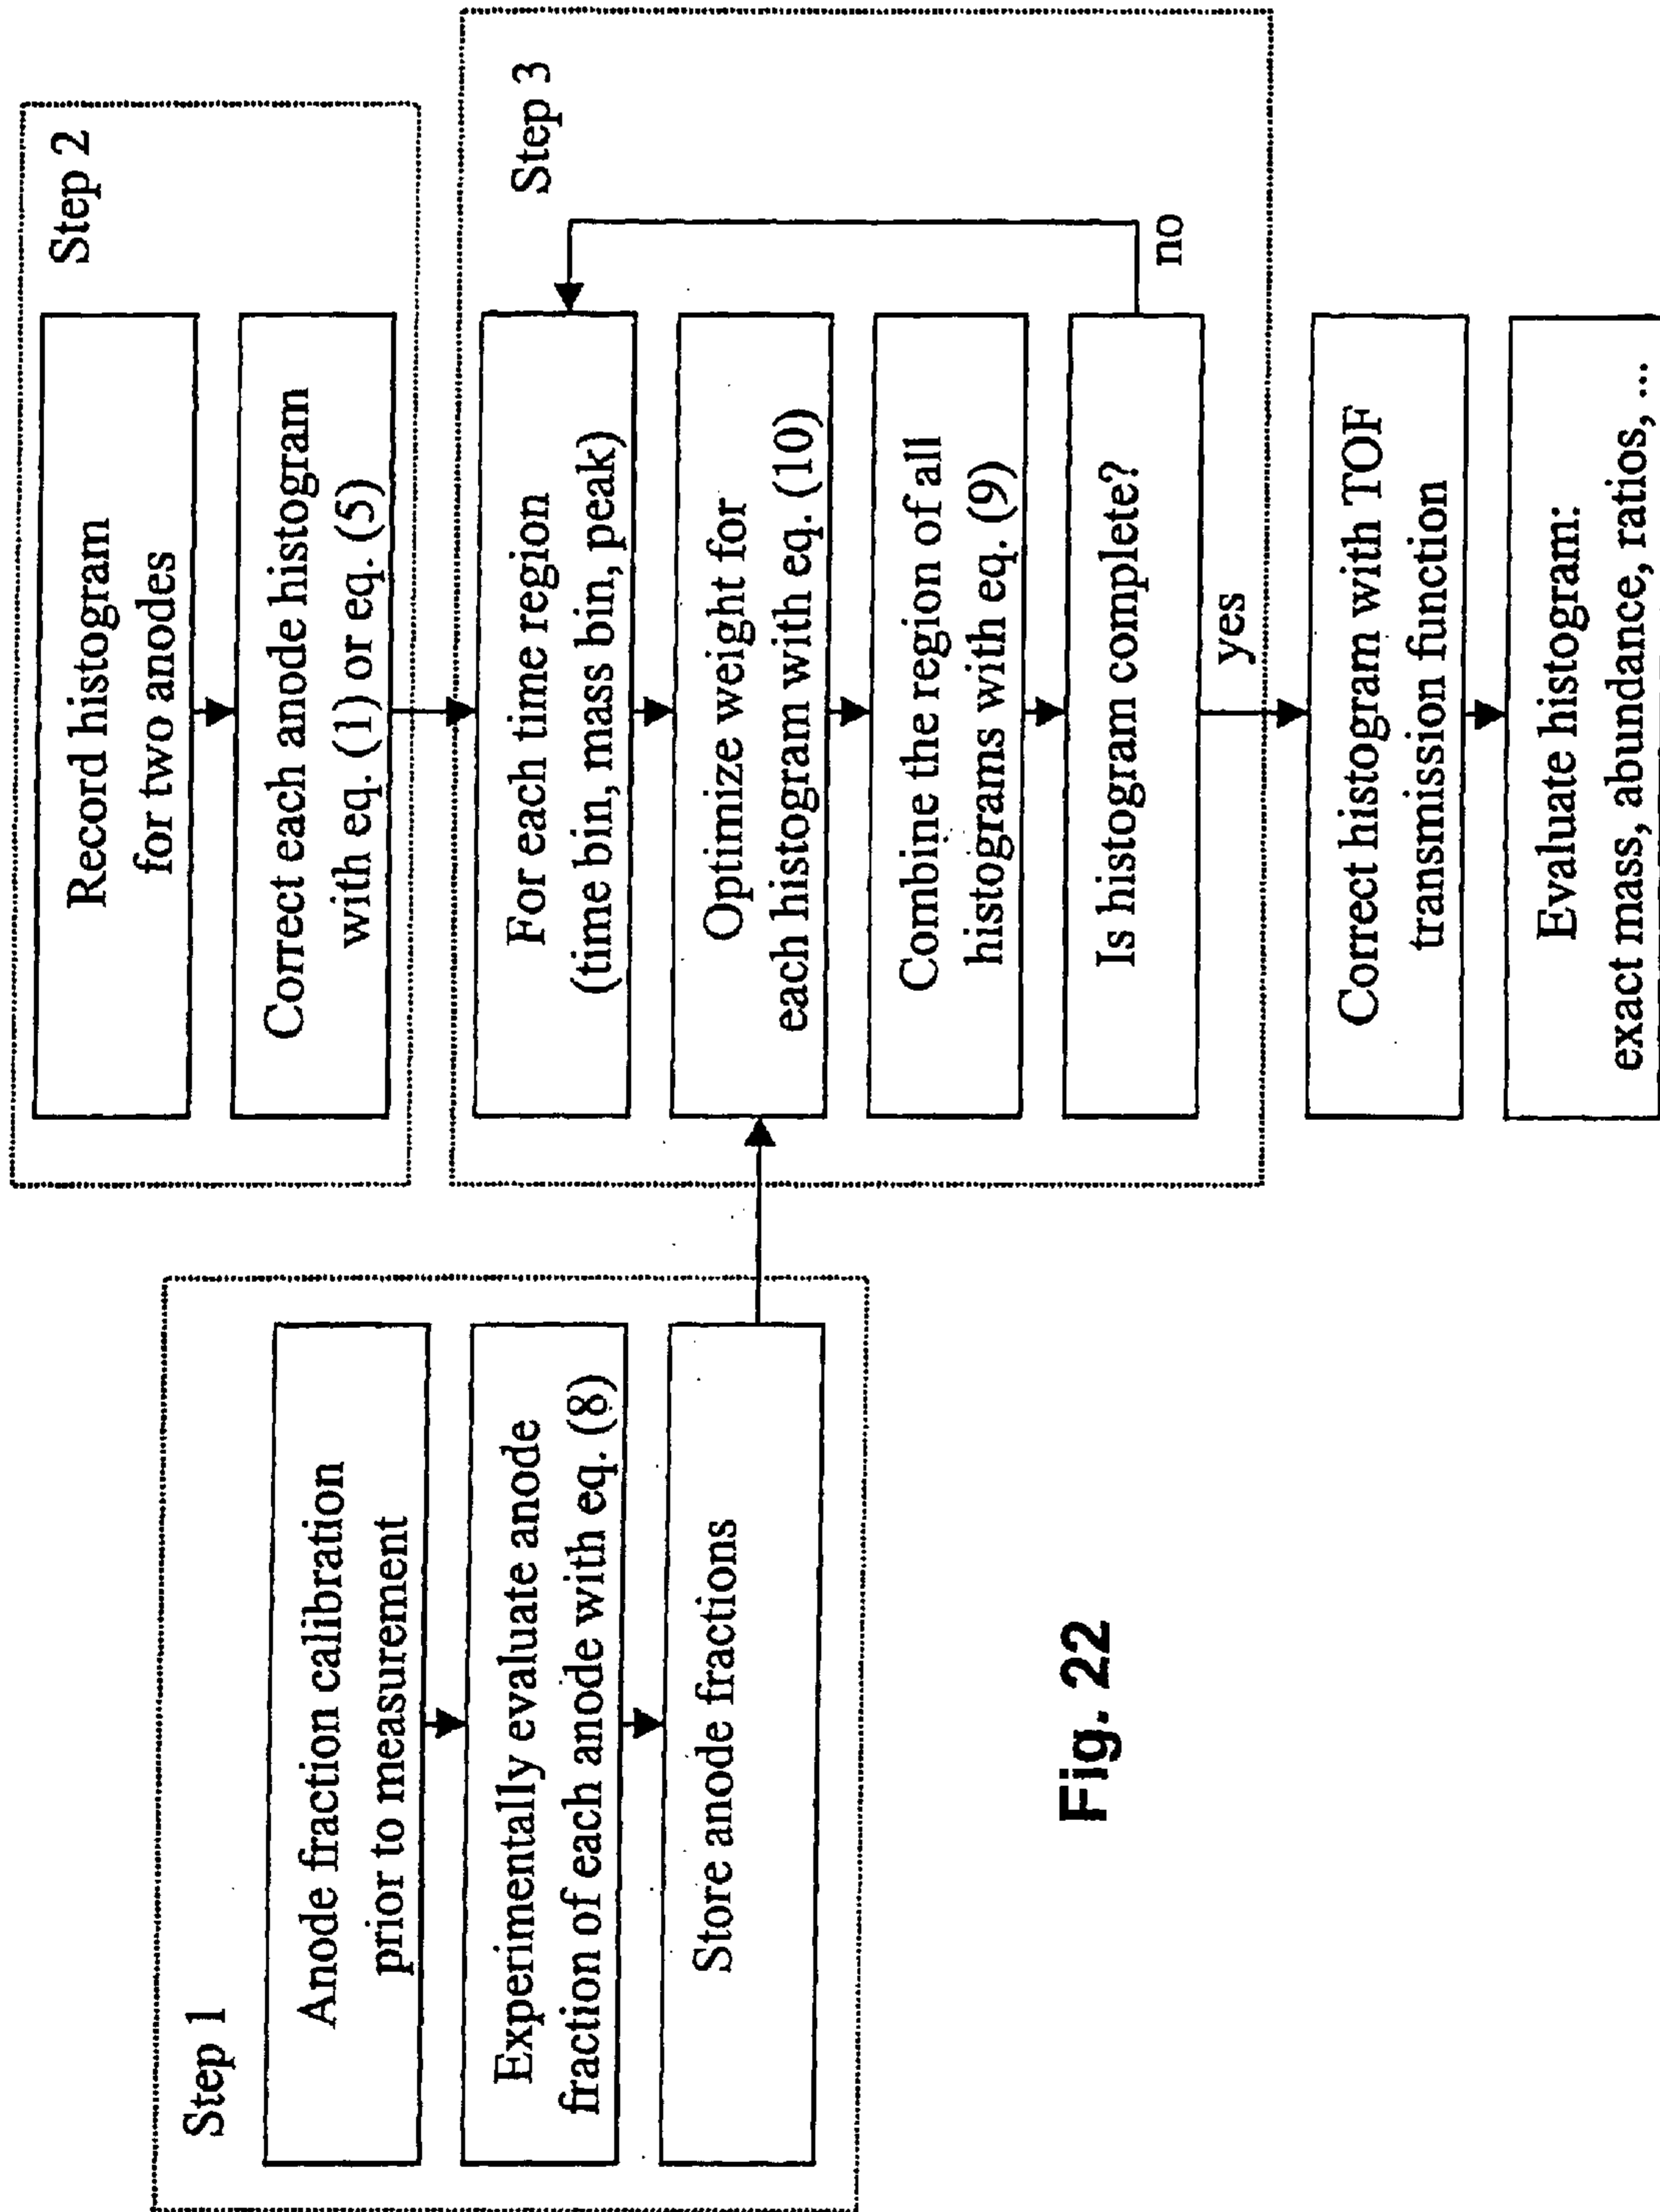 Step 1
Anode fraction calibration
prior to measurement
Experimentally evaluate anode
fraction of each anode with eq. (8)
Store anode fractions
Step 2
Record histogram
for two anodes
Correct each anode histogram
with eq. (1) or eq. (5)
Step 3
For each time region
(time bin, mass bin, peak)
Optimize weight for
each histogram with eq. (10)
Combine the region of all
histograms with eq. (9)
Is histogram complete?
no
yes
Correct histogram with TOF
transmission function
Evaluate histogram:
exact mass, abundance, ratios, ...
Fig. 22